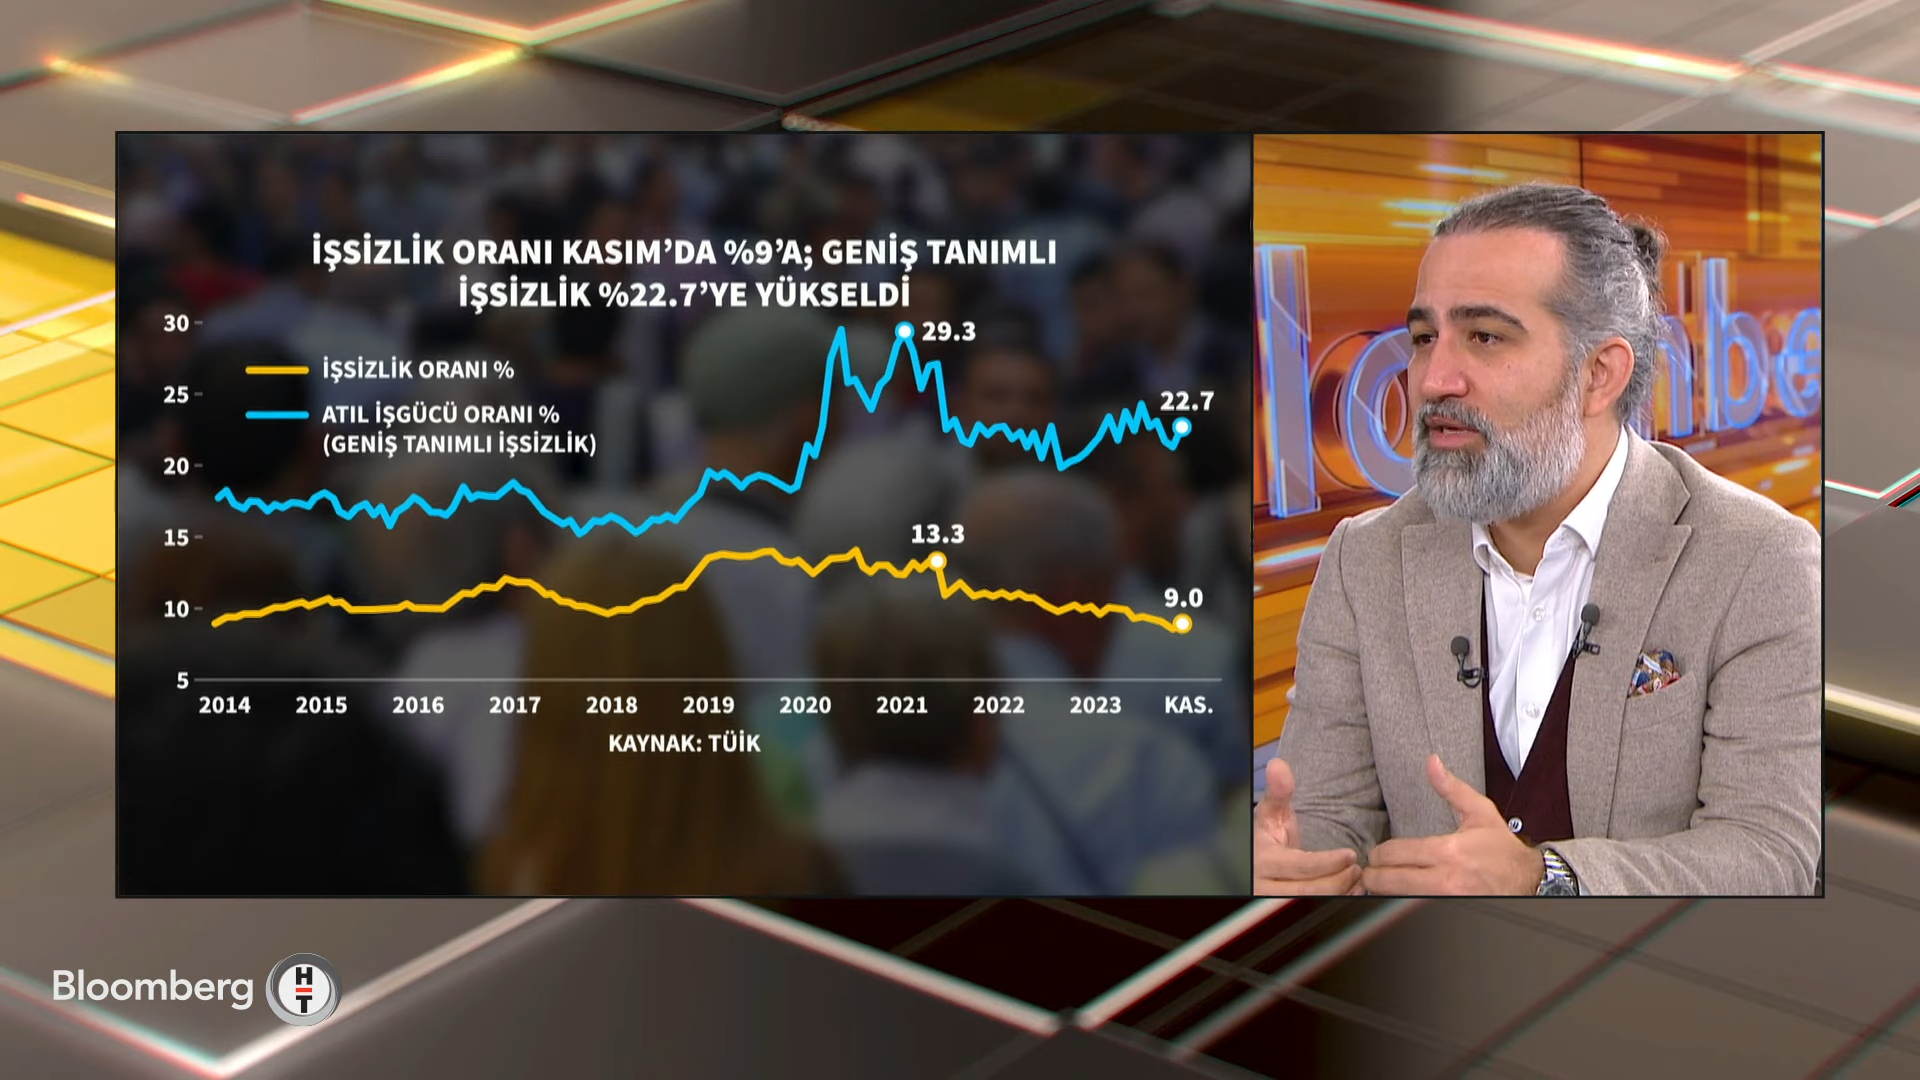 İŞSİZLİK ORANI KASIM’DA %9’A; GENİŞ TANIMLI
İŞSİZLİK %22.7’YE YÜKSELDİ
30
25
20
15
10
5
İŞSİZLİK ORANI %
ATIL İŞGÜCÜ ORANI %
(GENİŞ TANIMLI İŞSİZLİK)
29.3
22.7
13.3
9.0
2014 2015 2016 2017 2018 2019 2020 2021 2022 2023 KAS.
KAYNAK: TÜİK
Bloomberg HT